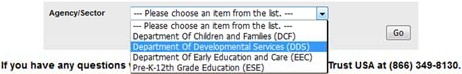 Agency/Sector
--- Please choose an item from the list. ---
--- Please choose an item from the list. ---
Department Of Children and Families (DCF)
Department Of Developmental Services (DDS)
Department Of Early Education and Care (EEC)
Pre-K-12th Grade Education (ESE)
Go
If you have any questions
Trust USA at (866) 349-8130.